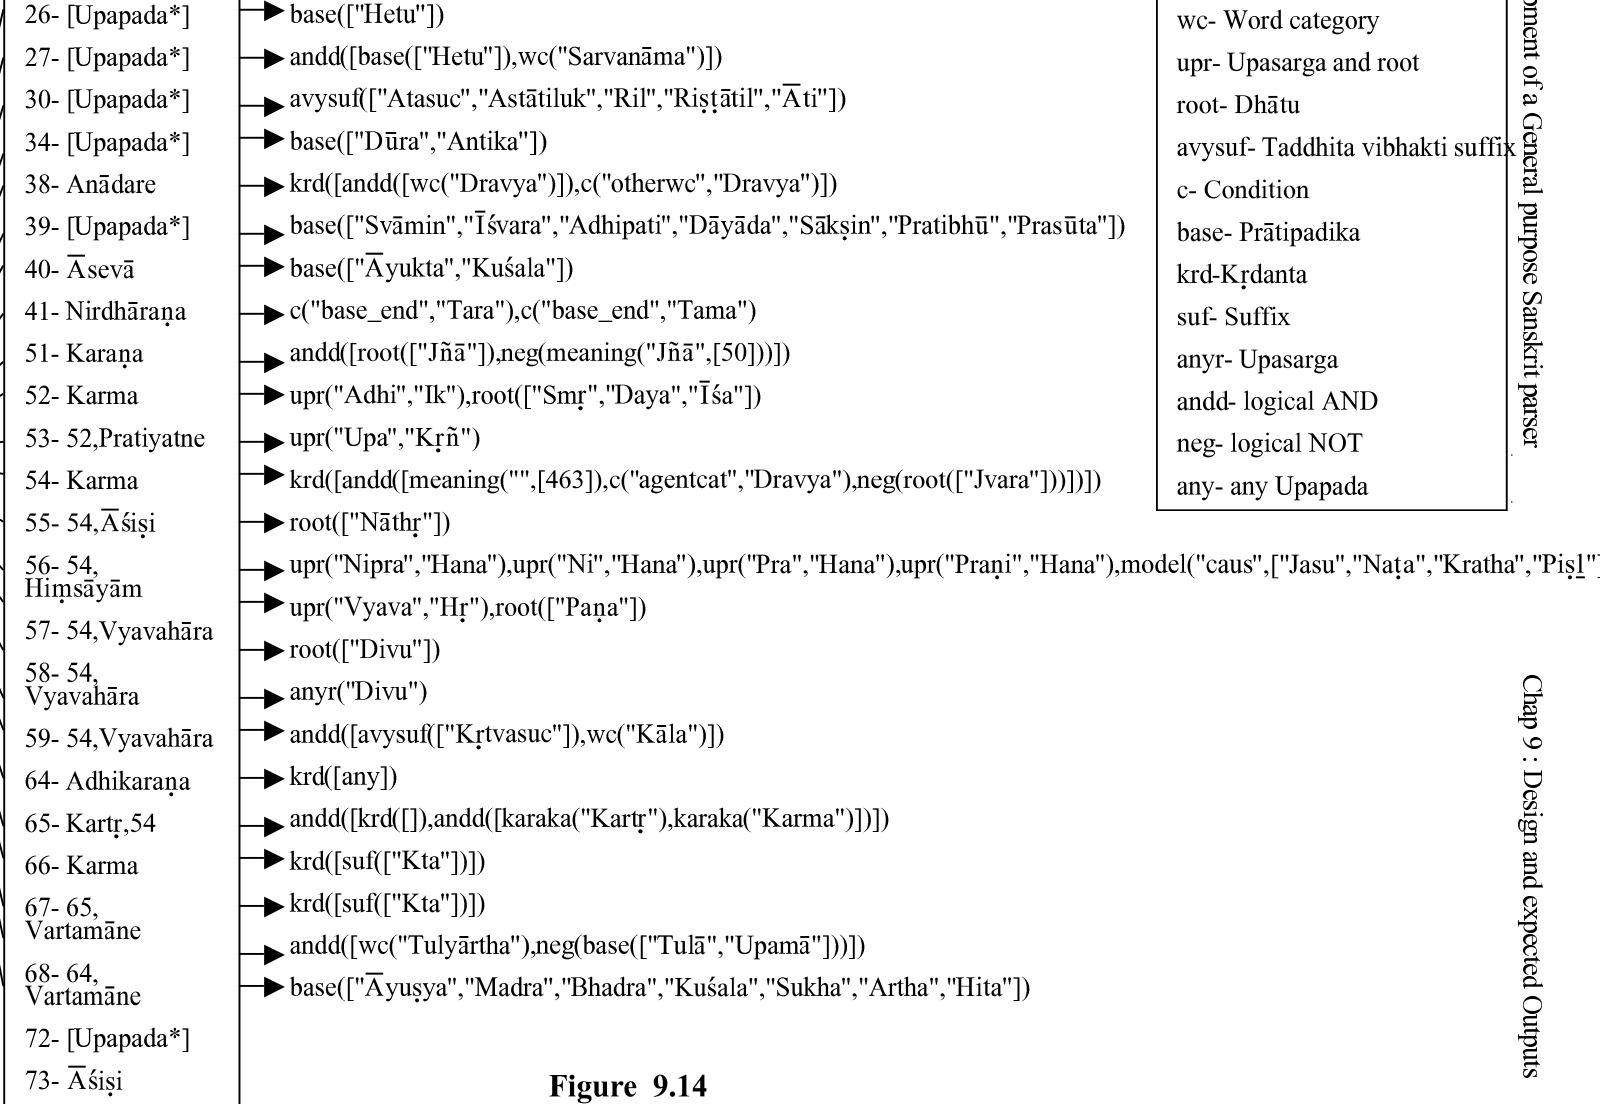 26- [Upapada*]
27- [Upapada*]
30- [Upapada*]
34- [Upapada*]
38- Anādare
39- [Upapada*]
40- Āsevā
41- Nirdhāraṇa
51- Karaṇa
52- Karma
53- 52,Pratiyatne
54- Karma
55- 54,Āśiṣi
56- 54,
Hiṃsāyām
57- 54,Vyavahāra
58- 54,
Vyavahāra
59- 54,Vyavahāra
64- Adhikaraṇa
65- Kartṛ,54
66- Karma
67- 65,
Vartamāne
68- 64,
Vartamāne
72- [Upapada*]
73- Āśiṣi
base(["Hetu"])
andd([base(["Hetu"]),wc("Sarvanāma")])
avysuf(["Atasuc","Astātiluk","Ril","Riṣṭātil","Āti"])
base(["Dūra","Antika"])
krd([andd([wc("Dravya")]),c("otherwc","Dravya")])
base(["Svāmin","Īśvara","Adhipati","Dāyāda","Sākṣin","Pratibhū","Prasūta"])
base(["Āyukta","Kuśala"])
c("base_end","Tara"),c("base_end","Tama")
andd([root(["Jñā"]),neg(meaning("Jñā",[50]))])
upr("Adhi","Ik"),root(["Smṛ","Daya","Īśa"])
upr("Upa","Kṛñ")
krd([andd([meaning("",[463]),c("agentcat","Dravya"),neg(root(["Jvara"]))])])
root(["Nāthṛ"])
upr("Nipra","Hana"),upr("Ni","Hana"),upr("Pra","Hana"),upr("Praṇi","Hana"),model("caus",["Jasu","Naṭa","Kratha","Piṣḻ"]
upr("Vyava","Hṛ"),root(["Paṇa"])
root(["Divu"])
anyr("Divu")
andd([avysuf(["Kṛtvasuc"]),wc("Kāla")])
krd([any])
andd([krd([]),andd([karaka("Kartṛ"),karaka("Karma")])])
krd([suf(["Kta"])])
krd([suf(["Kta"])])
andd([wc("Tulyārtha"),neg(base(["Tulā","Upamā"]))])
base(["Āyuṣya","Madra","Bhadra","Kuśala","Sukha","Artha","Hita"])
wc- Word category
upr- Upasarga and root
root- Dhātu
avysuf- Taddhita vibhakti suffix
c- Condition
base- Prātipadika
krd-Kṛdanta
suf- Suffix
anyr- Upasarga
andd- logical AND
neg- logical NOT
any- any Upapada
pment of a General purpose Sanskrit parser
Chap 9 : Design and expected Outputs
Figure 9.14